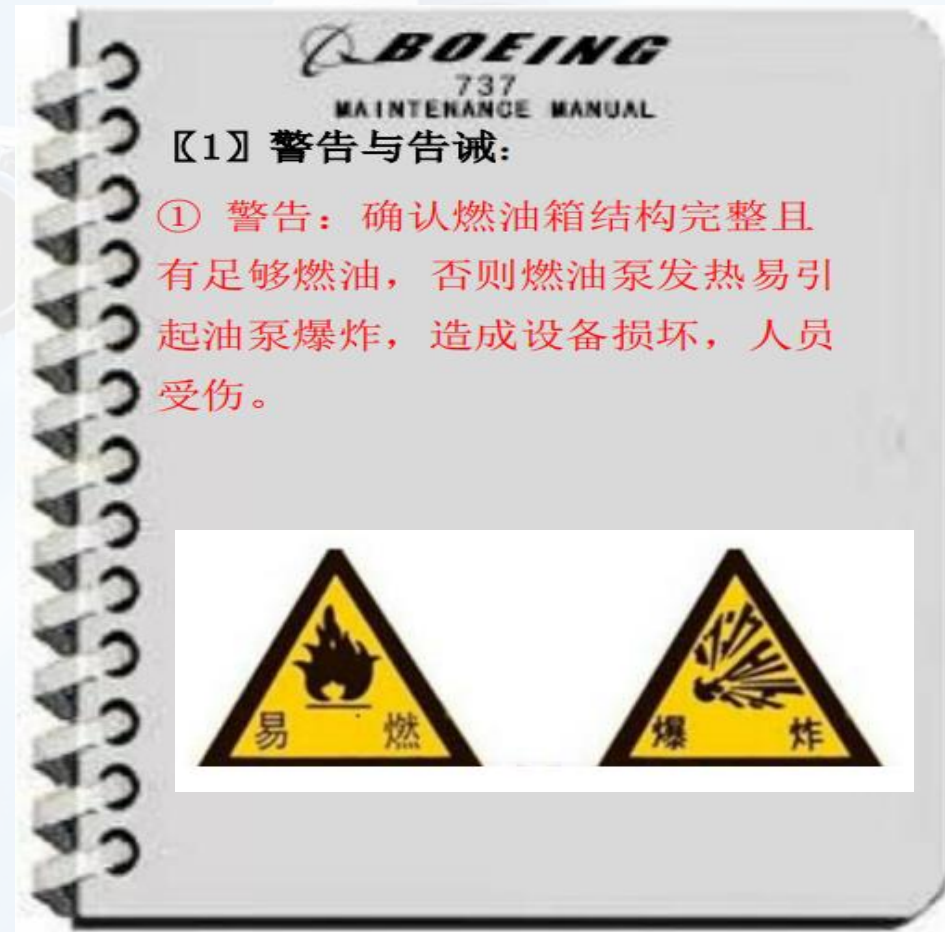 BOEING
737
MAINTENANCE MANUAL
〖1〗警告与告诫：
① 警告：确认燃油箱结构完整且
有足够燃油，否则燃油泵发热易引
起油泵爆炸，造成设备损坏，人员
受伤。
易 燃
爆 炸